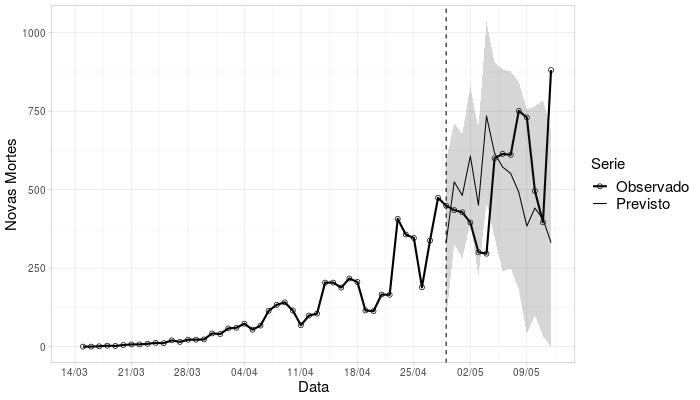 1000
750
500
250
0
Novas Mortes
14/03 21/03 28/03 04/04 11/04 18/04 25/04 02/05 09/05
Data
Serie
Observado
Previsto